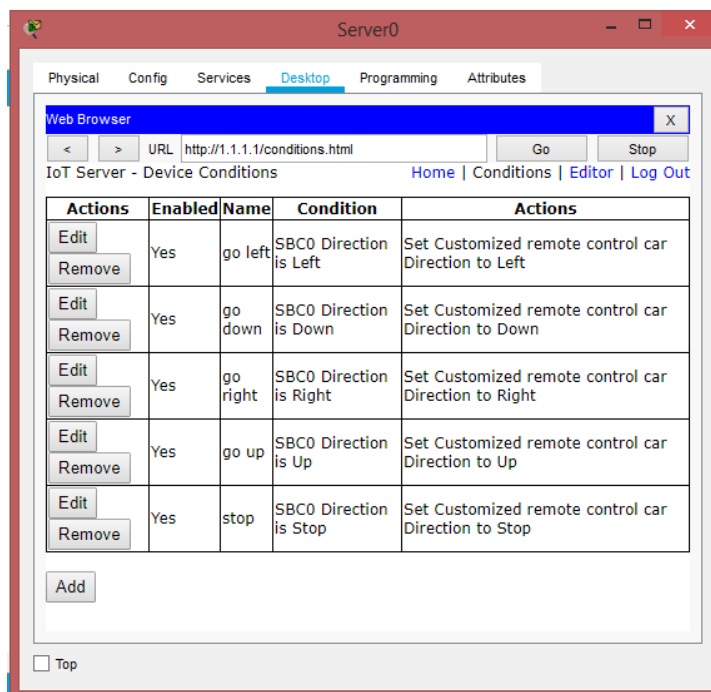 Server0
Physical Config Services Desktop Programming Attributes
Web Browser X
< > URL http://1.1.1.1/conditions.html Go Stop
IoT Server - Device Conditions Home | Conditions | Editor | Log Out
Actions Enabled Name Condition Actions
Edit
Remove
Yes
go left
SBC0 Direction
is Left
Set Customized remote control car
Direction to Left
Edit
Remove
Yes
go
down
SBC0 Direction
is Down
Set Customized remote control car
Direction to Down
Edit
Remove
Yes
go
right
SBC0 Direction
is Right
Set Customized remote control car
Direction to Right
Edit
Remove
Yes
go up
SBC0 Direction
is Up
Set Customized remote control car
Direction to Up
Edit
Remove
Yes
stop
SBC0 Direction
is Stop
Set Customized remote control car
Direction to Stop
Add
Top